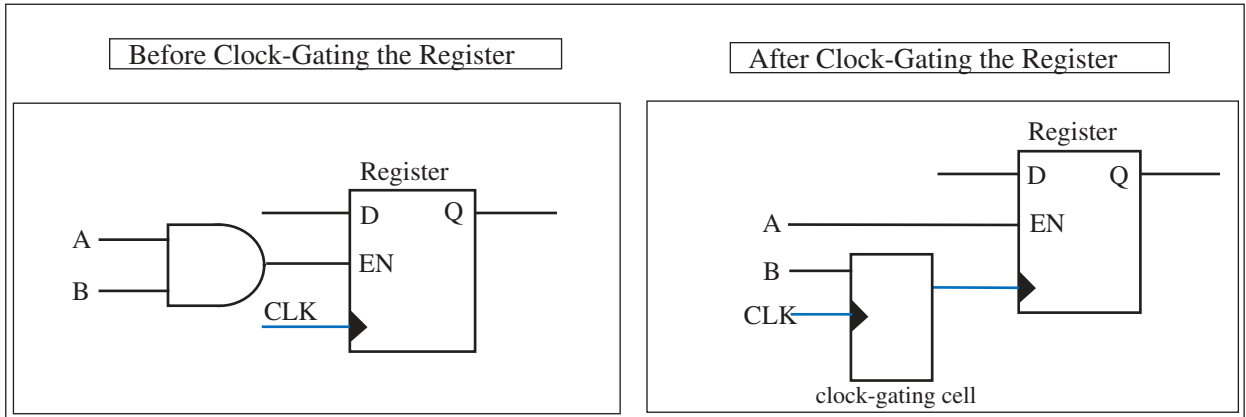 Before Clock-Gating the Register
After Clock-Gating the Register
Register
D Q
A
EN
B
CLK
Register
D Q
A
EN
B
CLK
clock-gating cell